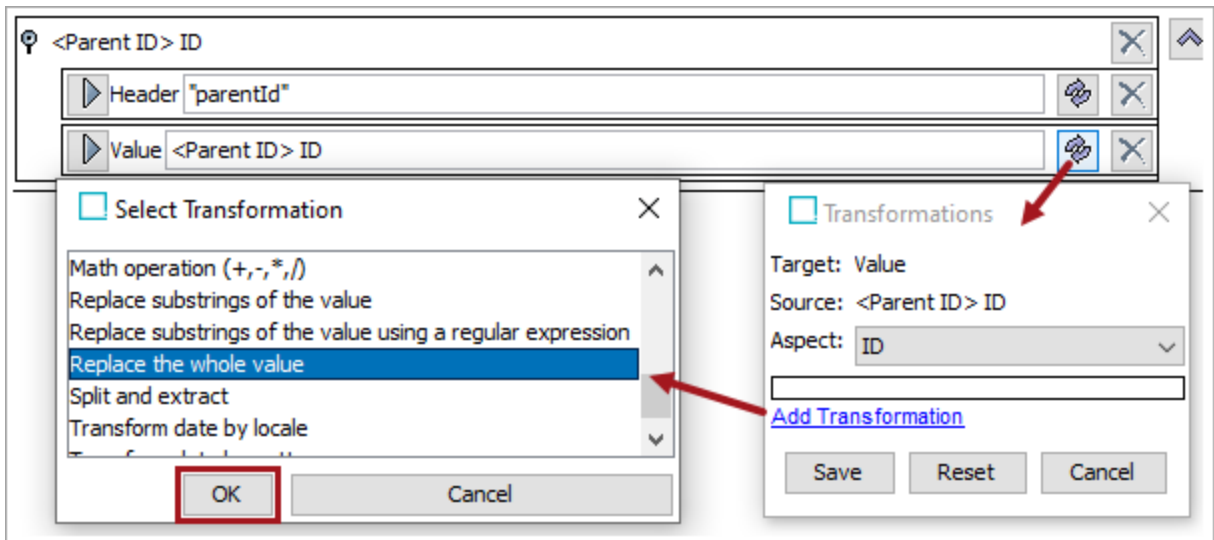 <Parent ID> ID
Header "parentId"
Value <Parent ID> ID
Select Transformation
Math operation (+,-,*,/)
Replace substrings of the value
Replace substrings of the value using a regular expression
Replace the whole value
Split and extract
Transform date by locale
OK Cancel
Transformations
Target: Value
Source: <Parent ID> ID
Aspect: ID
Add Transformation
Save Reset Cancel